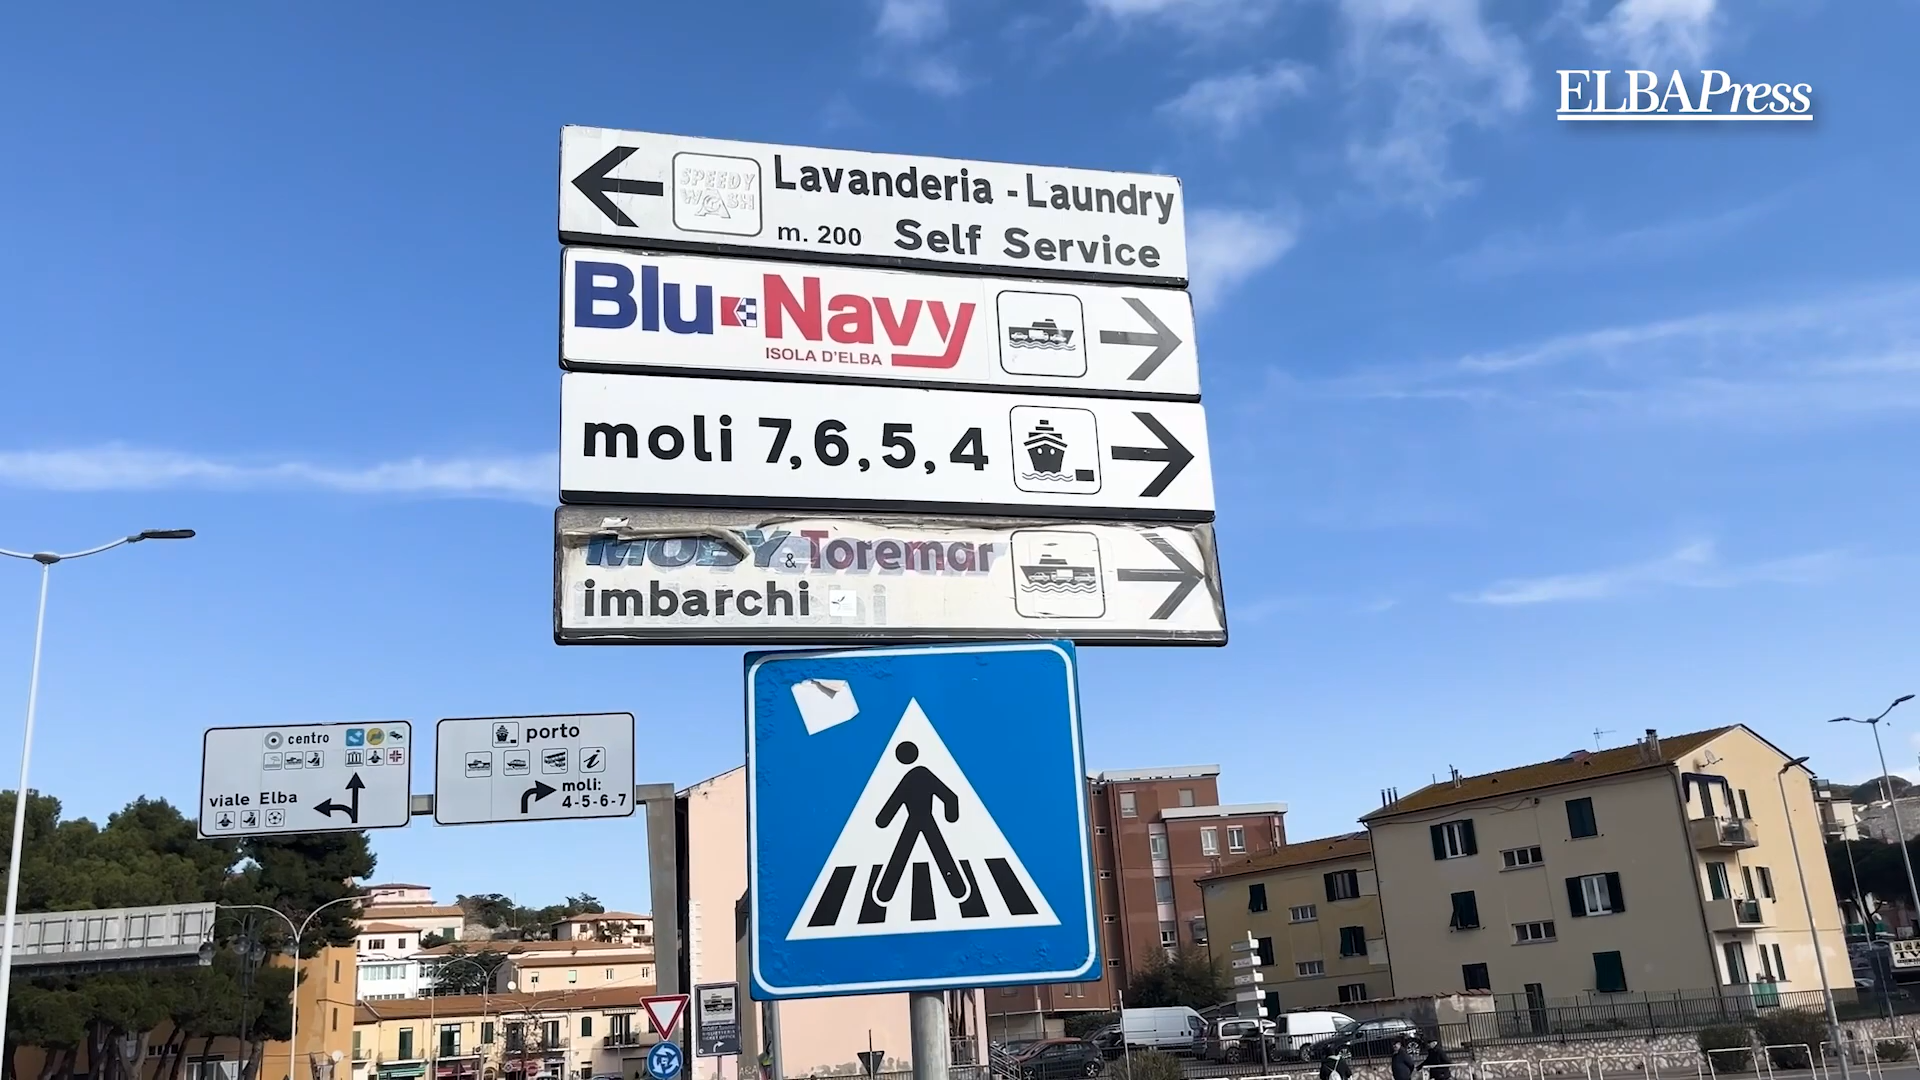 ELBAPress
SPEEDY
WASH
Lavanderia - Laundry
m. 200 Self Service
Blu Navy
ISOLA D'ELBA
moli 7,6,5,4
MOBY & Toremar
imbarchi
centro
viale Elba
porto
moli:
4-5-6-7